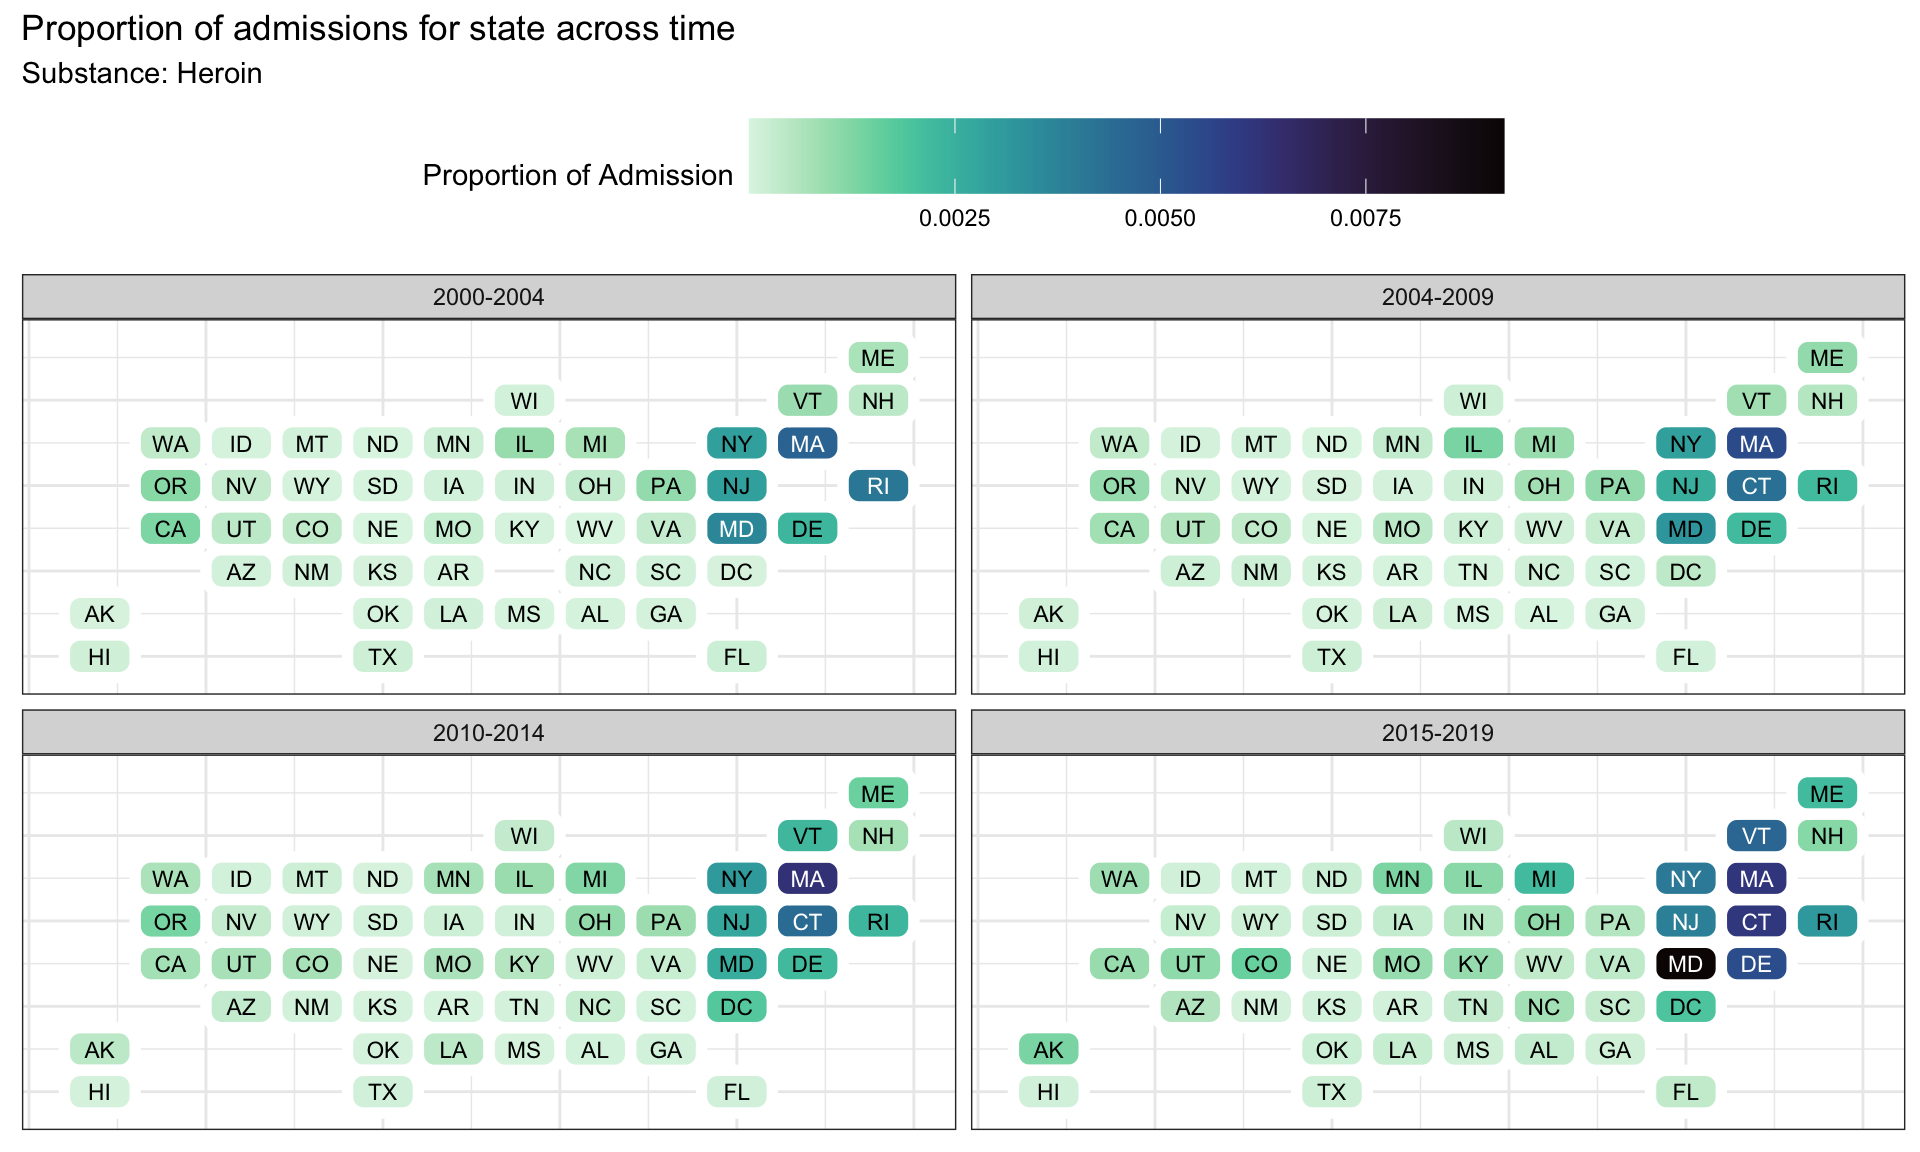 Proportion of admissions for state across time
Substance: Heroin
Proportion of Admission
0.0025 0.0050 0.0075
2000-2004
ME
WI VT NH
WA ID MT ND MN IL MI NY MA
OR NV WY SD IA IN OH PA NJ RI
CA UT CO NE MO KY WV VA MD DE
AZ NM KS AR NC SC DC
AK OK LA MS AL GA
HI TX FL
2004-2009
ME
WI VT NH
WA ID MT ND MN IL MI NY MA
OR NV WY SD IA IN OH PA NJ CT RI
CA UT CO NE MO KY WV VA MD DE
AZ NM KS AR TN NC SC DC
AK OK LA MS AL GA
HI TX FL
2010-2014
ME
WI VT NH
WA ID MT ND MN IL MI NY MA
OR NV WY SD IA IN OH PA NJ CT RI
CA UT CO NE MO KY WV VA MD DE
AZ NM KS AR TN NC SC DC
AK OK LA MS AL GA
HI TX FL
2015-2019
ME
WI VT NH
WA ID MT ND MN IL MI NY MA
NV WY SD IA IN OH PA NJ CT RI
CA UT CO NE MO KY WV VA MD DE
AZ NM KS AR TN NC SC DC
AK OK LA MS AL GA
HI TX FL